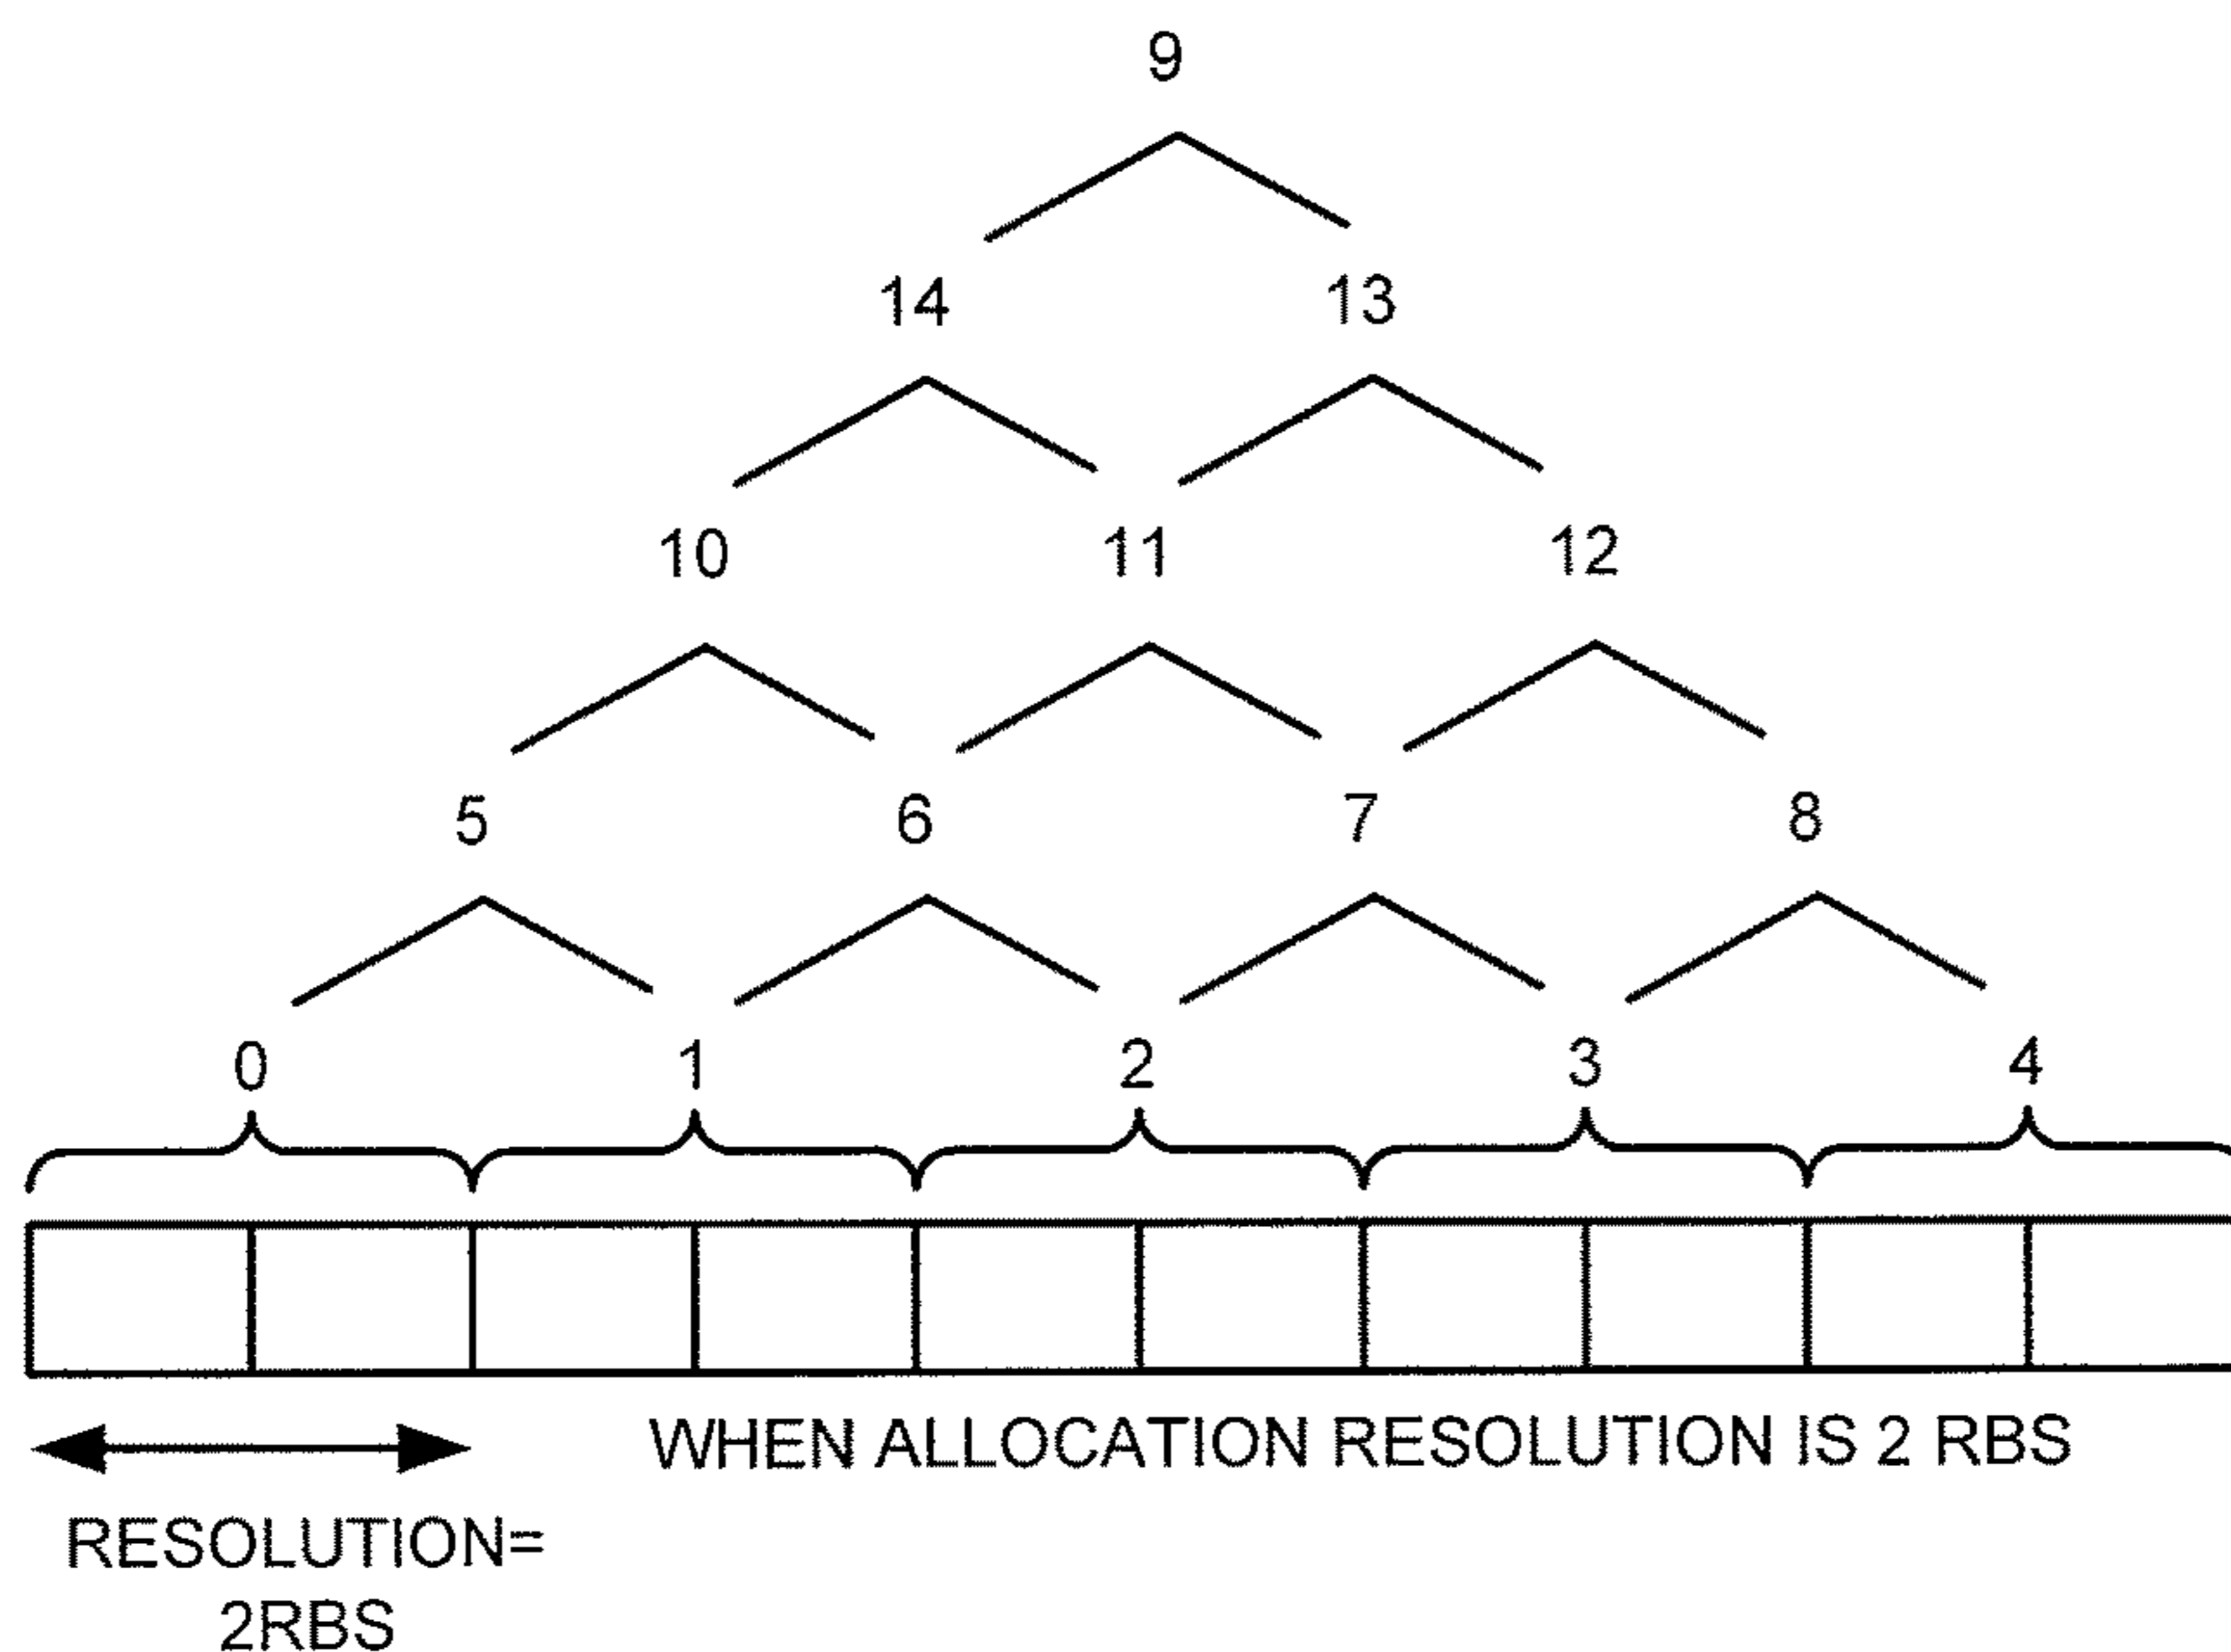 9
14 13
10 11 12
5 6 7 8
0 1 2 3 4
WHEN ALLOCATION RESOLUTION IS 2 RBS
RESOLUTION=
2RBS